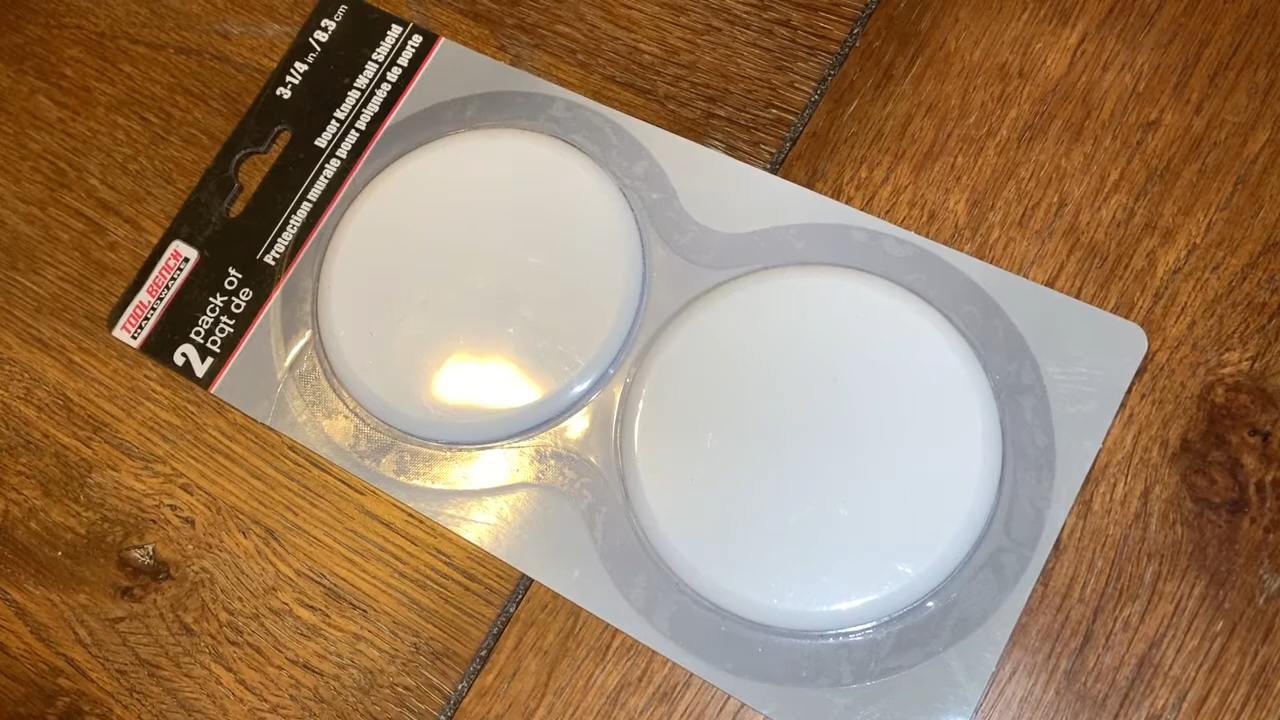 TOOL BENCH
HARDWARE
2 pack of
pqt de
3-1/4 in. / 8.3 cm
Door Knob Wall Shield
Protection murale pour poignée de porte